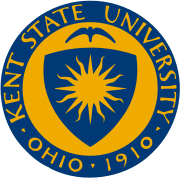 KENT STATE UNIVERSITY
· OHIO · 1910 ·